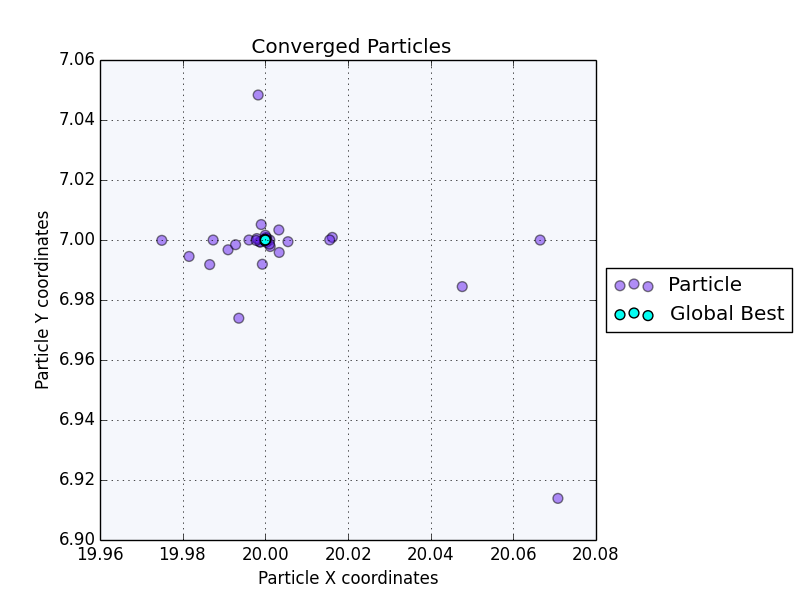 Converged Particles
7.06
7.04
7.02
7.00
6.98
6.96
6.94
6.92
6.90
Particle Y coordinates
19.96 19.98 20.00 20.02 20.04 20.06 20.08
Particle X coordinates
Particle
Global Best